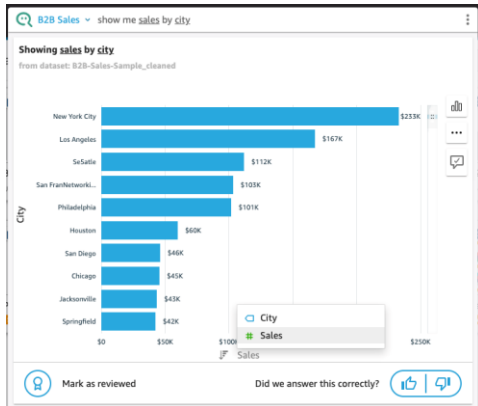 B2B Sales show me sales by city
Showing sales by city
from dataset: B2B-Sales-Sample_cleaned
City
New York City $233K
Los Angeles $167K
SeSatle $112K
San FranNetworki... $103K
Philadelphia $101K
Houston $60K
San Diego $46K
Chicago $45K
Jacksonville $43K
Springfield $42K
City
# Sales
$0 $50K $100K $250K
Sales
Mark as reviewed Did we answer this correctly?